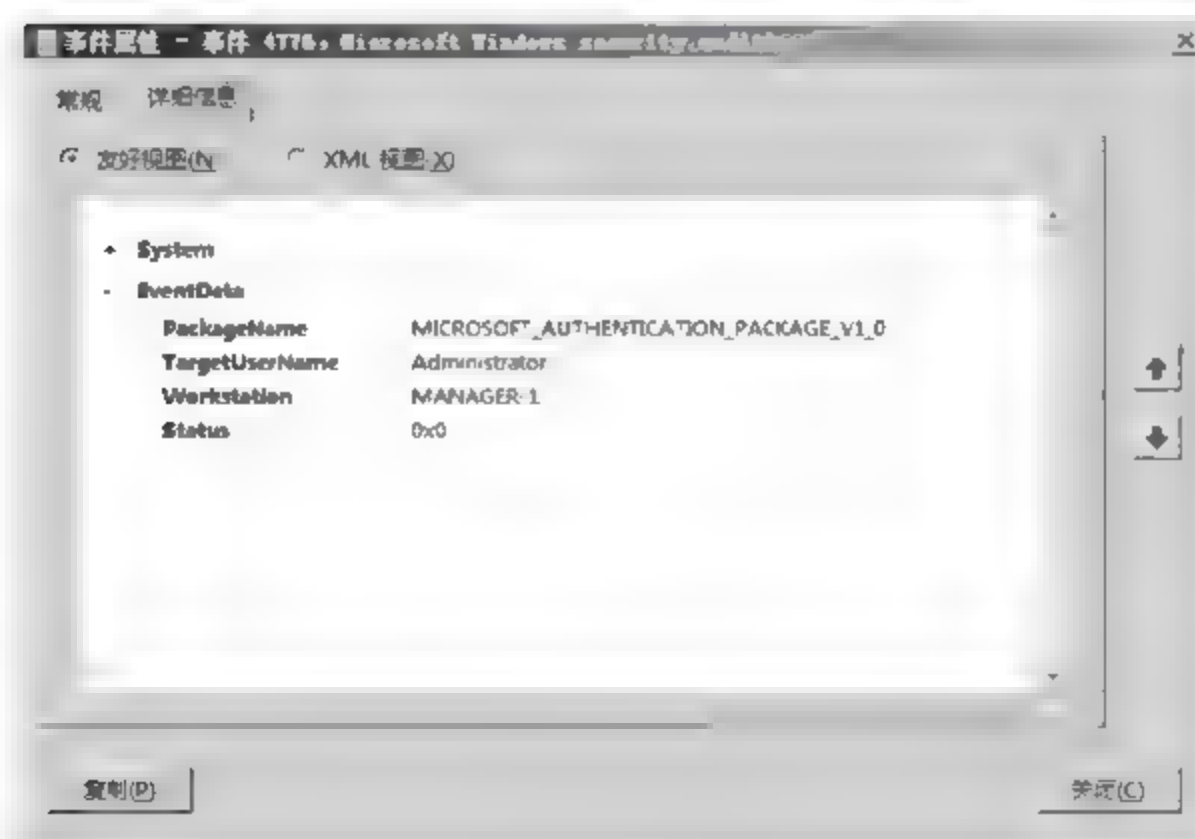 事件属性 - 事件 4776, Microsoft Windows security
常规 详细信息
友好视图(N XML 视图(X)
+ System
- EventData
PackageName MICROSOFT_AUTHENTICATION_PACKAGE_V1_0
TargetUserName Administrator
Workstation MANAGER-1
Status 0x0
复制(P) 关闭(C)